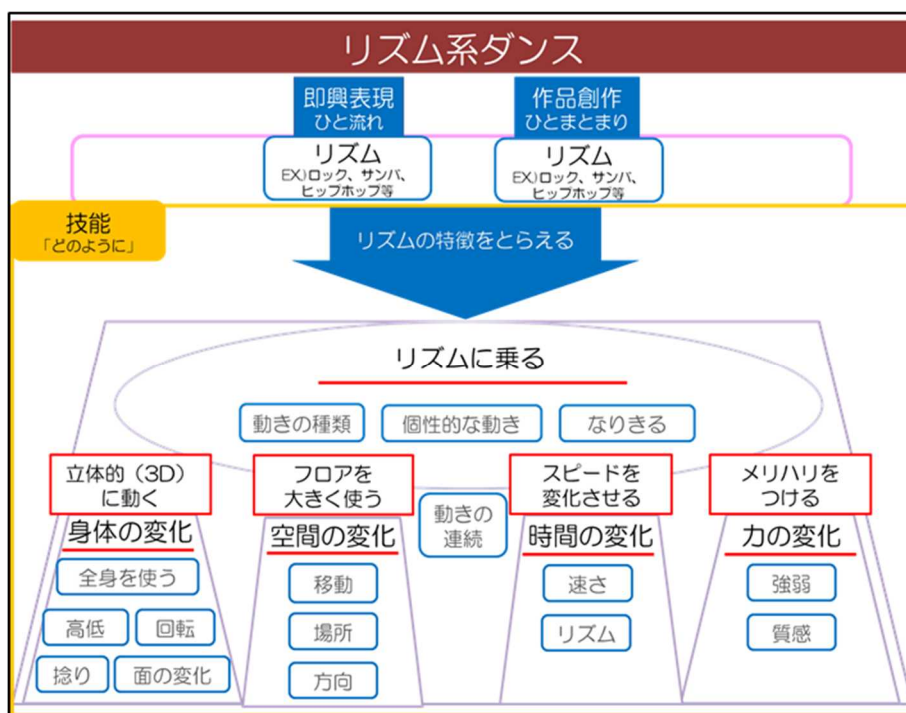 リズム系ダンス
即興表現
ひと流れ
作品創作
ひとまとまり
リズム
EX.)ロック、サンバ、
ヒップホップ等
リズム
EX.)ロック、サンバ、
ヒップホップ等
技能
「どのように」
リズムの特徴をとらえる
リズムに乗る
動きの種類
個性的な動き
なりきる
立体的（3D）
に動く
フロアを
大きく使う
スピードを
変化させる
メリハリを
つける
動きの
連続
身体の変化
全身を使う
高低
回転
捻り
面の変化
空間の変化
移動
場所
方向
時間の変化
速さ
リズム
力の変化
強弱
質感